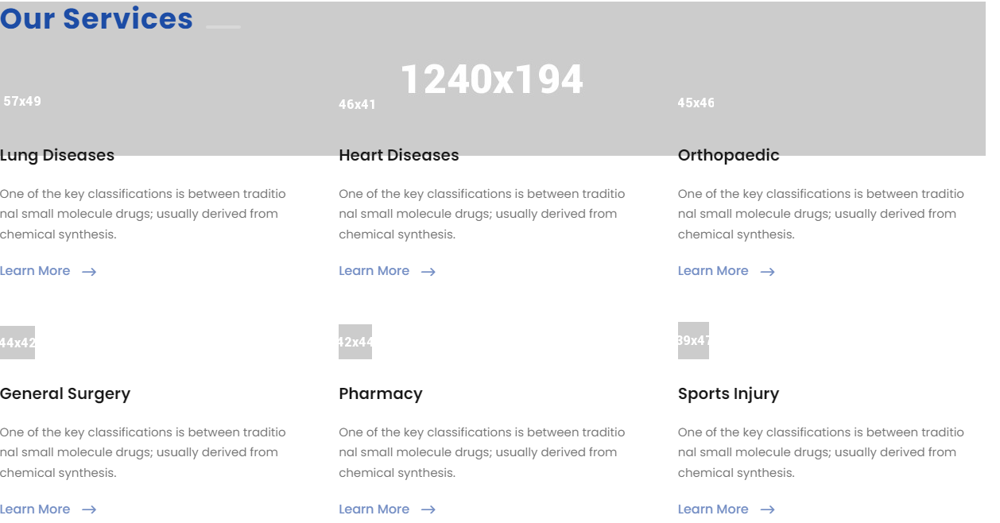 Our Services
1240x194
57x49
46x41
45x46
Lung Diseases
Heart Diseases
Orthopaedic
One of the key classifications is between traditio
nal small molecule drugs; usually derived from
chemical synthesis.
One of the key classifications is between traditio
nal small molecule drugs; usually derived from
chemical synthesis.
One of the key classifications is between traditio
nal small molecule drugs; usually derived from
chemical synthesis.
Learn More
Learn More
Learn More
44x42
42x44
39x47
General Surgery
Pharmacy
Sports Injury
One of the key classifications is between traditio
nal small molecule drugs; usually derived from
chemical synthesis.
One of the key classifications is between traditio
nal small molecule drugs; usually derived from
chemical synthesis.
One of the key classifications is between traditio
nal small molecule drugs; usually derived from
chemical synthesis.
Learn More
Learn More
Learn More